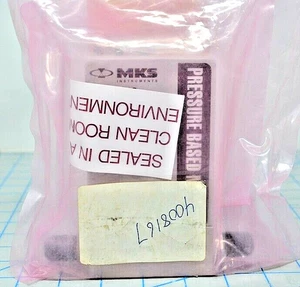 MKS
INSTRUMENTS
PRESSURE BASED
SEALED IN A
CLEAN ROOM
ENVIRONMEN
4008167